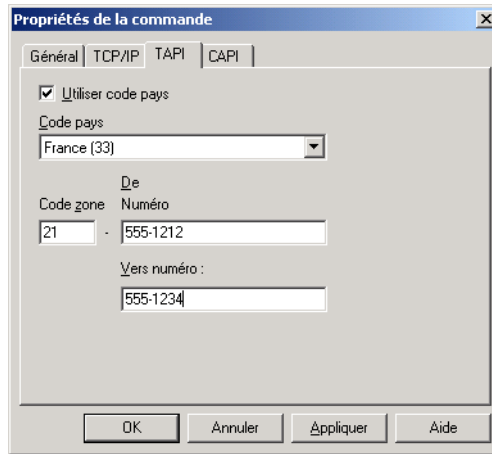 Propriétés de la commande
Général TCP/IP TAPI CAPI
Utiliser code pays
Code pays
France (33)
De
Code zone Numéro
21 - 555-1212
Vers numéro :
555-1234
OK Annuler Appliquer Aide